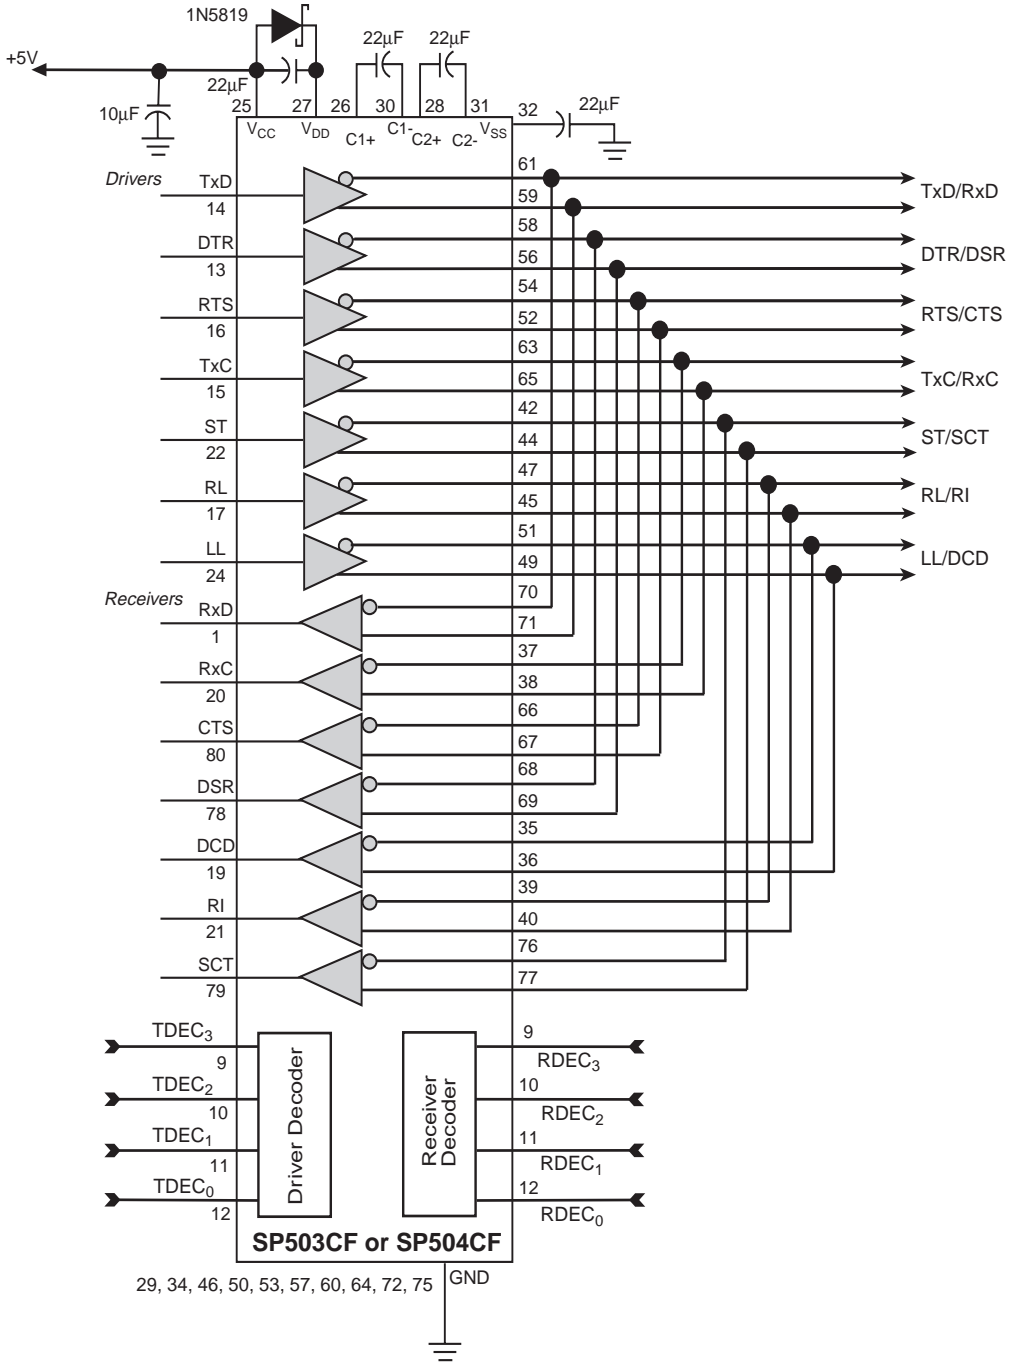 1N5819
+5V
22μF
22μF 22μF
10μF
25 27 26 30 28 31
32 22μF
VCC VDD C1+ C1- C2+ C2- VSS
Drivers
TxD
14
61
59
TxD/RxD
DTR
13
58
56
DTR/DSR
RTS
16
54
52
RTS/CTS
TxC
15
63
65
TxC/RxC
ST
22
42
44
ST/SCT
RL
17
47
45
RL/RI
LL
24
51
49
LL/DCD
Receivers
RxD
1
70
71
RxC
20
37
38
CTS
80
66
67
DSR
78
68
69
DCD
19
35
36
RI
21
39
40
SCT
79
76
77
TDEC3
9
TDEC2
10
TDEC1
11
TDEC0
12
Driver Decoder
Receiver
Decoder
9
RDEC3
10
RDEC2
11
RDEC1
12
RDEC0
SP503CF or SP504CF
29, 34, 46, 50, 53, 57, 60, 64, 72, 75
GND